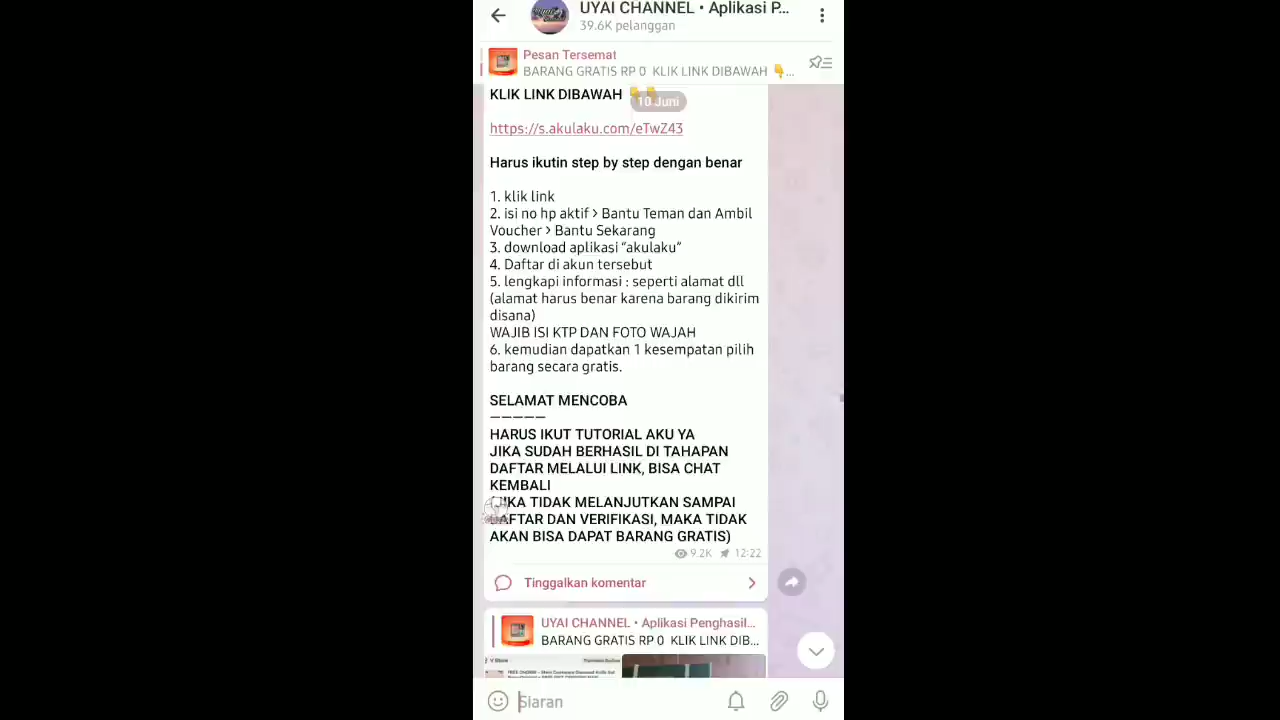 UYAI CHANNEL • Aplikasi P...
39.6K pelanggan
Pesan Tersemat
BARANG GRATIS RP 0 KLIK LINK DIBAWAH 👇...
KLIK LINK DIBAWAH
10 Juni
https://s.akulaku.com/eTwZ43
Harus ikutin step by step dengan benar
1. klik link
2. isi no hp aktif > Bantu Teman dan Ambil
Voucher > Bantu Sekarang
3. download aplikasi “akulaku”
4. Daftar di akun tersebut
5. lengkapi informasi : seperti alamat dll
(alamat harus benar karena barang dikirim
disana)
WAJIB ISI KTP DAN FOTO WAJAH
6. kemudian dapatkan 1 kesempatan pilih
barang secara gratis.
SELAMAT MENCOBA
—————
HARUS IKUT TUTORIAL AKU YA
JIKA SUDAH BERHASIL DI TAHAPAN
DAFTAR MELALUI LINK, BISA CHAT
KEMBALI
(JIKA TIDAK MELANJUTKAN SAMPAI
DAFTAR DAN VERIFIKASI, MAKA TIDAK
AKAN BISA DAPAT BARANG GRATIS)
9.2K 12:22
Tinggalkan komentar
UYAI CHANNEL • Aplikasi Penghasil...
BARANG GRATIS RP 0 KLIK LINK DIB...
Siaran